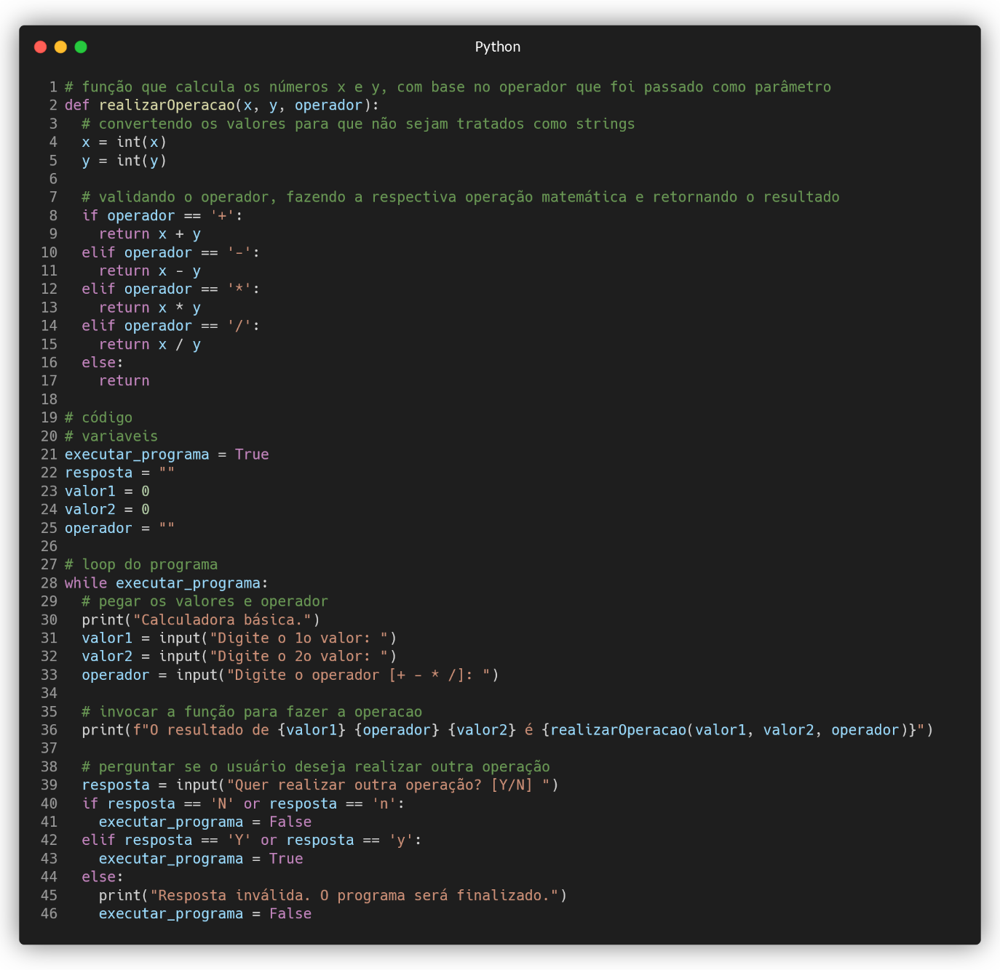 Python
1 # função que calcula os números x e y, com base no operador que foi passado como parâmetro
2 def realizarOperacao(x, y, operador):
3   # convertendo os valores para que não sejam tratados como strings
4   x = int(x)
5   y = int(y)
6
7   # validando o operador, fazendo a respectiva operação matemática e retornando o resultado
8   if operador == '+':
9     return x + y
10   elif operador == '-':
11     return x - y
12   elif operador == '*':
13     return x * y
14   elif operador == '/':
15     return x / y
16   else:
17     return
18
19 # código
20 # variaveis
21 executar_programa = True
22 resposta = ""
23 valor1 = 0
24 valor2 = 0
25 operador = ""
26
27 # loop do programa
28 while executar_programa:
29   # pegar os valores e operador
30   print("Calculadora básica.")
31   valor1 = input("Digite o 1o valor: ")
32   valor2 = input("Digite o 2o valor: ")
33   operador = input("Digite o operador [+ - * /]: ")
34
35   # invocar a função para fazer a operacao
36   print(f"O resultado de {valor1} {operador} {valor2} é {realizarOperacao(valor1, valor2, operador)}")
37
38   # perguntar se o usuário deseja realizar outra operação
39   resposta = input("Quer realizar outra operação? [Y/N] ")
40   if resposta == 'N' or resposta == 'n':
41     executar_programa = False
42   elif resposta == 'Y' or resposta == 'y':
43     executar_programa = True
44   else:
45     print("Resposta inválida. O programa será finalizado.")
46     executar_programa = False